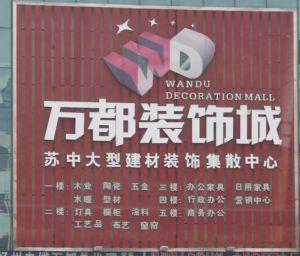 WD
WANDU
DECORATION MALL
万都装饰城
苏中大型建材装饰集散中心
一楼：木业 陶瓷 五金 三楼：办公家具 日用家具
水暖 型材 四楼：行政办公 营销中心
二楼：灯具 橱柜 涂料 五楼：商务办公
工艺品 布艺 窗帘